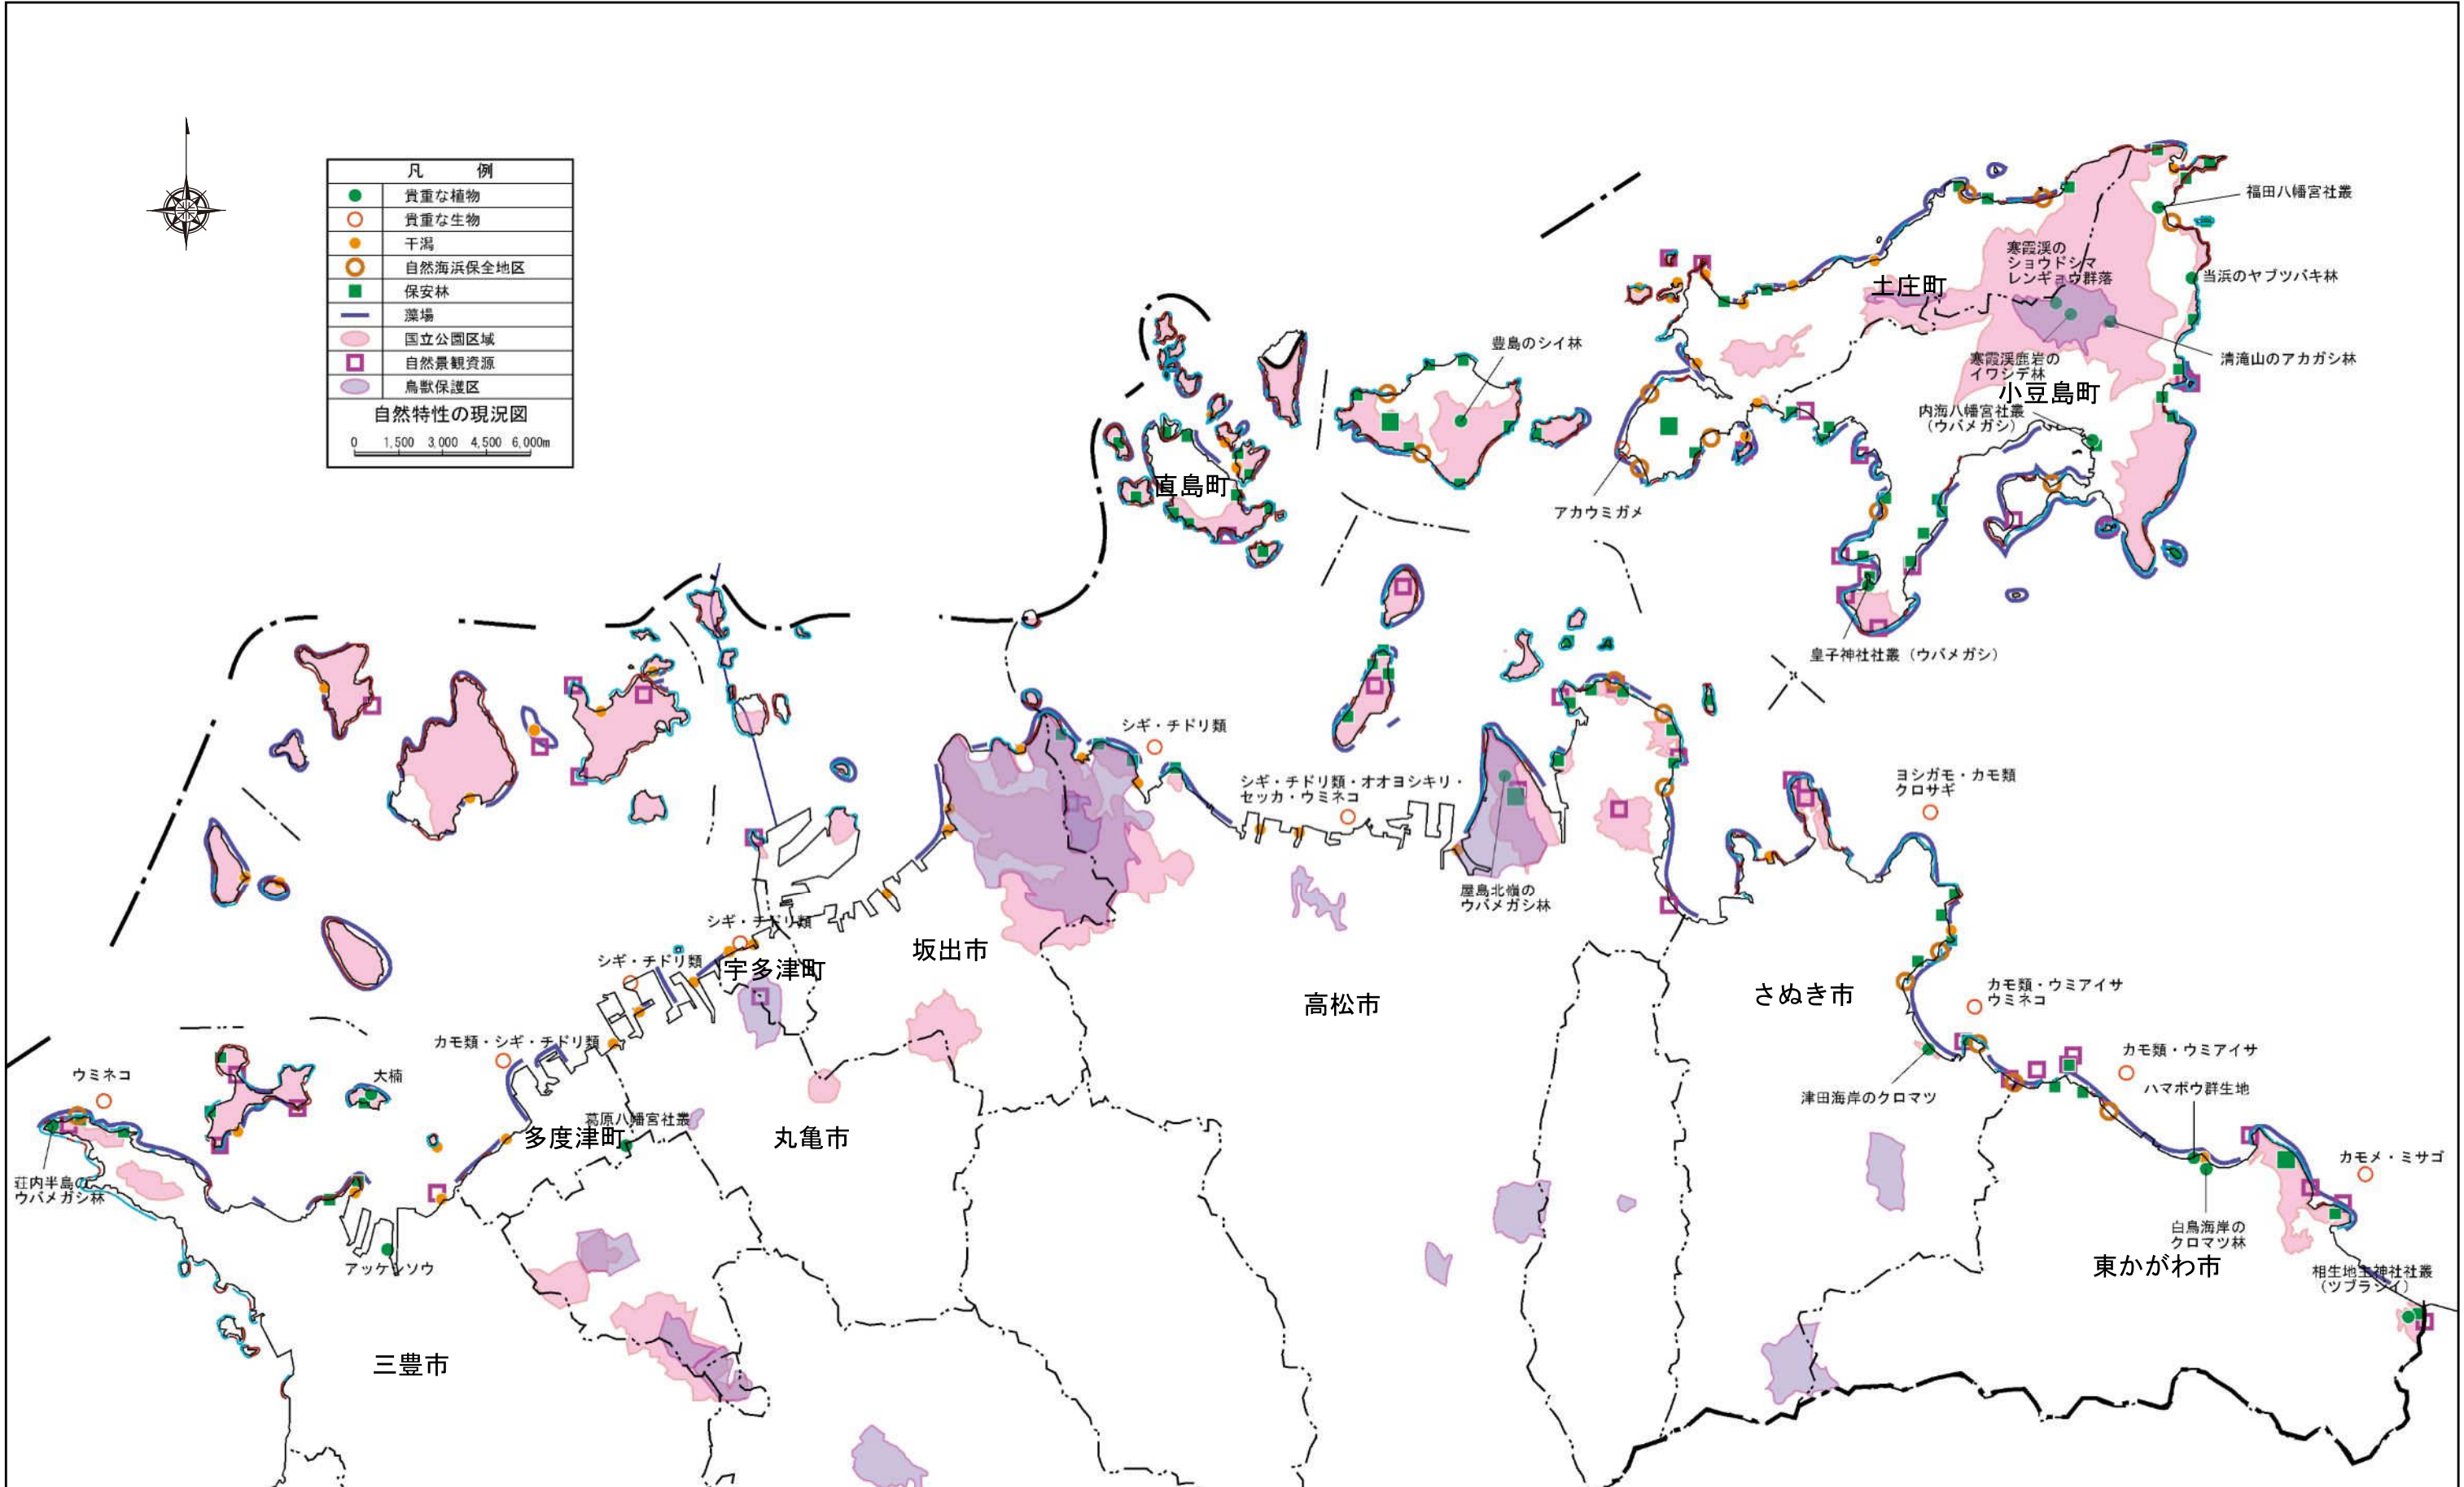 凡 例
貴重な植物
貴重な生物
干潟
自然海浜保全地区
保安林
藻場
国立公園区域
自然景観資源
鳥獣保護区
自然特性の現況図
0 1,500 3,000 4,500 6,000m
福田八幡宮社叢
寒霞渓の
ショウドシマ
レンギョウ群落
当浜のヤブツバキ林
土庄町
豊島のシイ林
清滝山のアカガシ林
寒霞渓鹿岩の
イワシデ林
小豆島町
内海八幡宮社叢
(ウバメガシ)
直島町
アカウミガメ
皇子神社社叢(ウバメガシ)
シギ・チドリ類
シギ・チドリ類・オオヨシキリ・
セッカ・ウミネコ
ヨシガモ・カモ類
クロサギ
屋島北嶺の
ウバメガシ林
シギ・チドリ類
坂出市
シギ・チドリ類
宇多津町
高松市
さぬき市
カモ類・ウミアイサ
ウミネコ
カモ類・シギ・チドリ類
カモ類・ウミアイサ
ウミネコ
大楠
ハマボウ群生地
津田海岸のクロマツ
葛原八幡宮社叢
多度津町
丸亀市
カモメ・ミサゴ
荘内半島の
ウバメガシ林
白鳥海岸の
クロマツ林
アッケシソウ
東かがわ市
相生地主神社社叢
(ツブラジイ)
三豊市